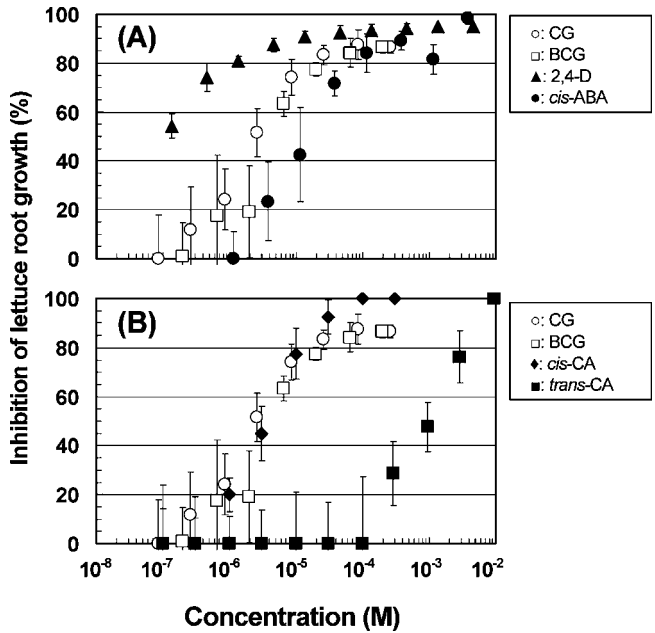 (A)
100
80
60
40
20
0
○: CG
□: BCG
▲: 2,4-D
●: cis-ABA
Inhibition of lettuce root growth (%)
(B)
100
80
60
40
20
0
○: CG
□: BCG
◆: cis-CA
■: trans-CA
10⁻⁸ 10⁻⁷ 10⁻⁶ 10⁻⁵ 10⁻⁴ 10⁻³ 10⁻²
Concentration (M)